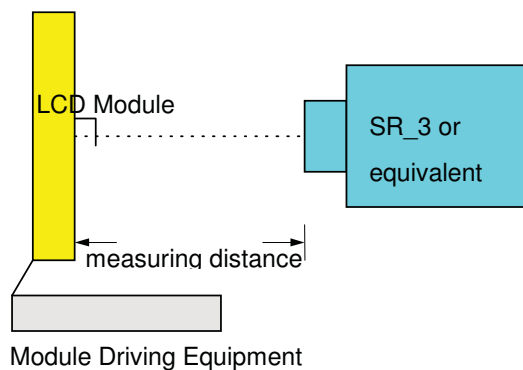 LCD Module
SR_3 or
equivalent
measuring distance
Module Driving Equipment